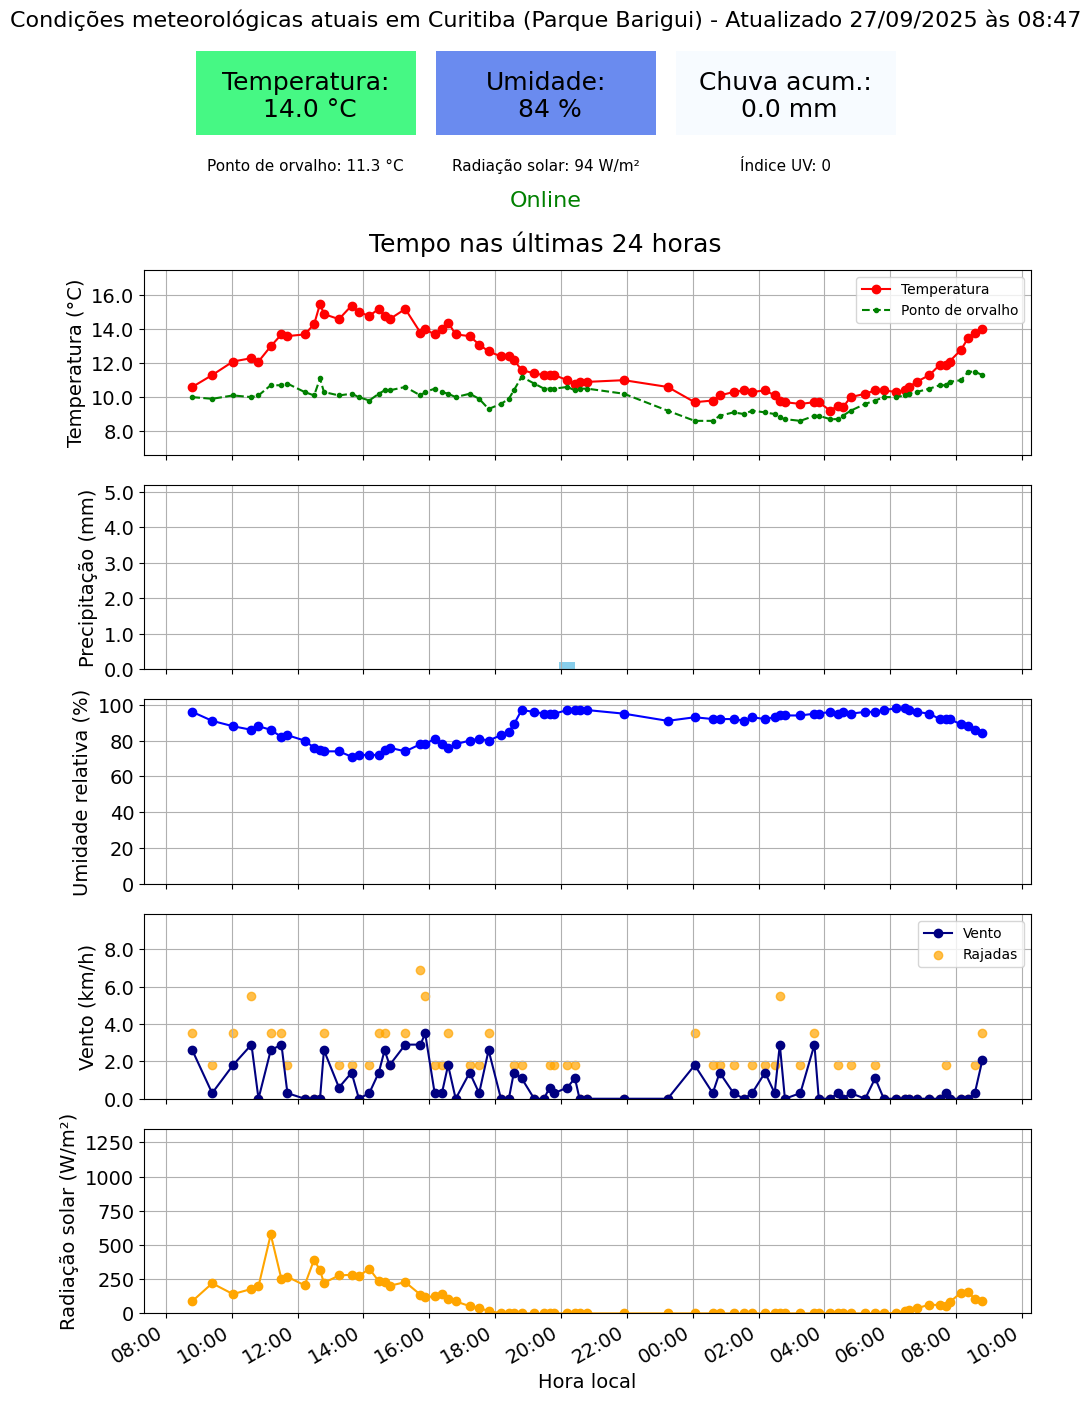 Condições meteorológicas atuais em Curitiba (Parque Barigui) - Atualizado 27/09/2025 às 08:47
Temperatura:
14.0 °C
Umidade:
84 %
Chuva acum.:
0.0 mm
Ponto de orvalho: 11.3 °C
Radiação solar: 94 W/m²
Índice UV: 0
Online
Tempo nas últimas 24 horas
Temperatura (°C)
16.0
14.0
12.0
10.0
8.0
Temperatura
Ponto de orvalho
Precipitação (mm)
5.0
4.0
3.0
2.0
1.0
0.0
Umidade relativa (%)
100
80
60
40
20
0
Vento (km/h)
8.0
6.0
4.0
2.0
0.0
Vento
Rajadas
Radiação solar (W/m²)
1250
1000
750
500
250
0
08:00
10:00
12:00
14:00
16:00
18:00
20:00
22:00
00:00
02:00
04:00
06:00
08:00
10:00
Hora local